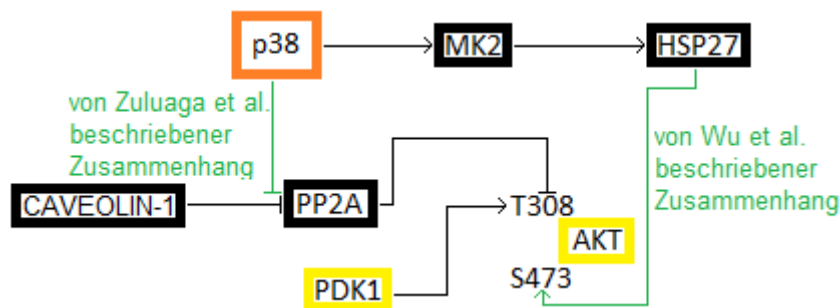 p38
MK2
HSP27
von Zuluaga et al.
beschriebener
Zusammenhang
von Wu et al.
beschriebener
Zusammenhang
CAVEOLIN-1
PP2A
T308
AKT
PDK1
S473